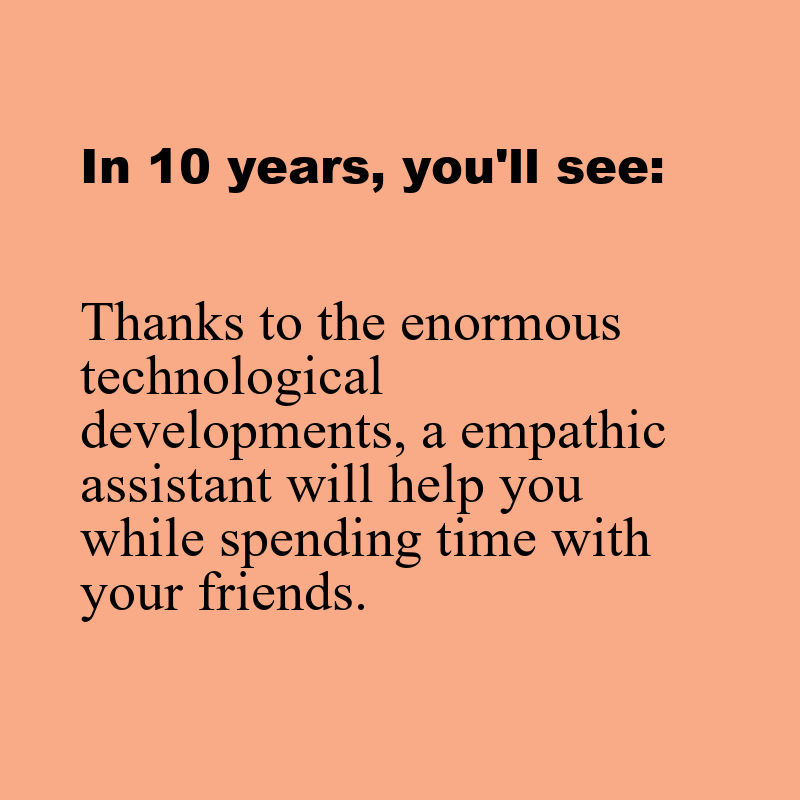 In 10 years, you'll see:
Thanks to the enormous
technological
developments, a empathic
assistant will help you
while spending time with
your friends.